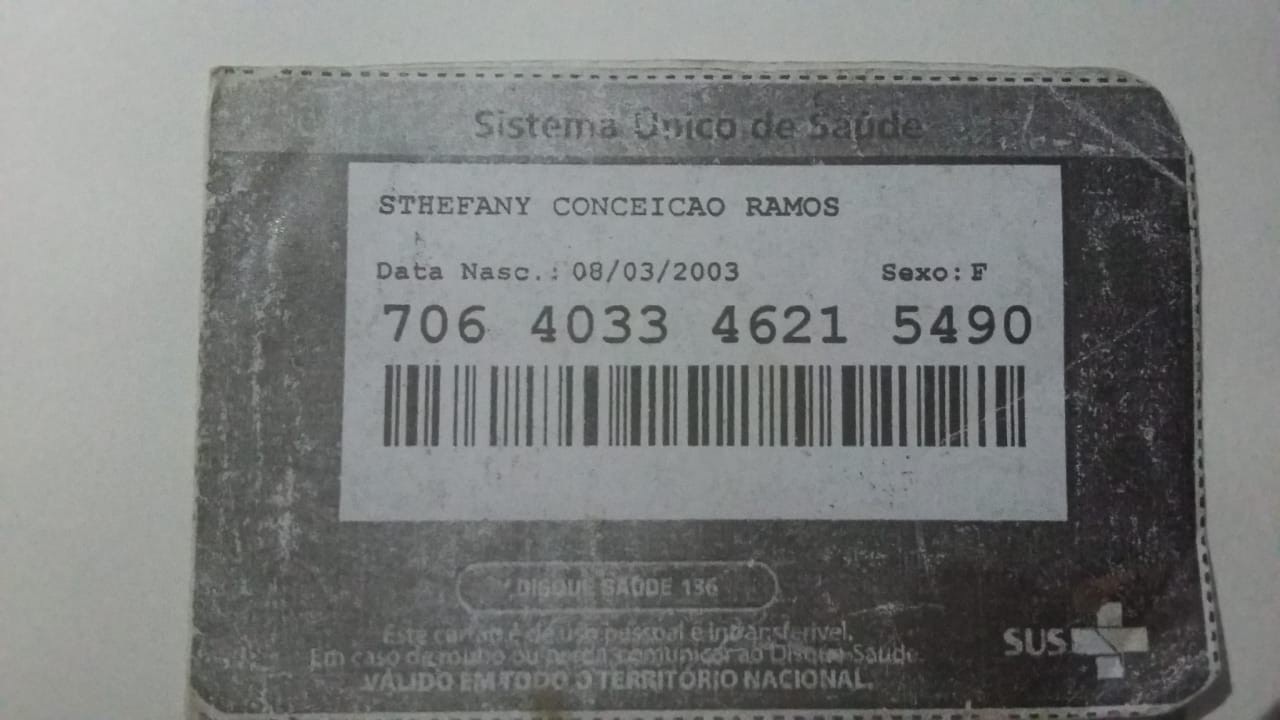 Sistema Único de Saúde
STHEFANY CONCEICAO RAMOS
Data Nasc.: 08/03/2003 Sexo: F
706 4033 4621 5490
DISQUE SAÚDE 136
Este cartão é de uso pessoal e intransferível.
Em caso de roubo ou perda comunicar ao Disque Saúde
VÁLIDO EM TODO O TERRITÓRIO NACIONAL.
SUS